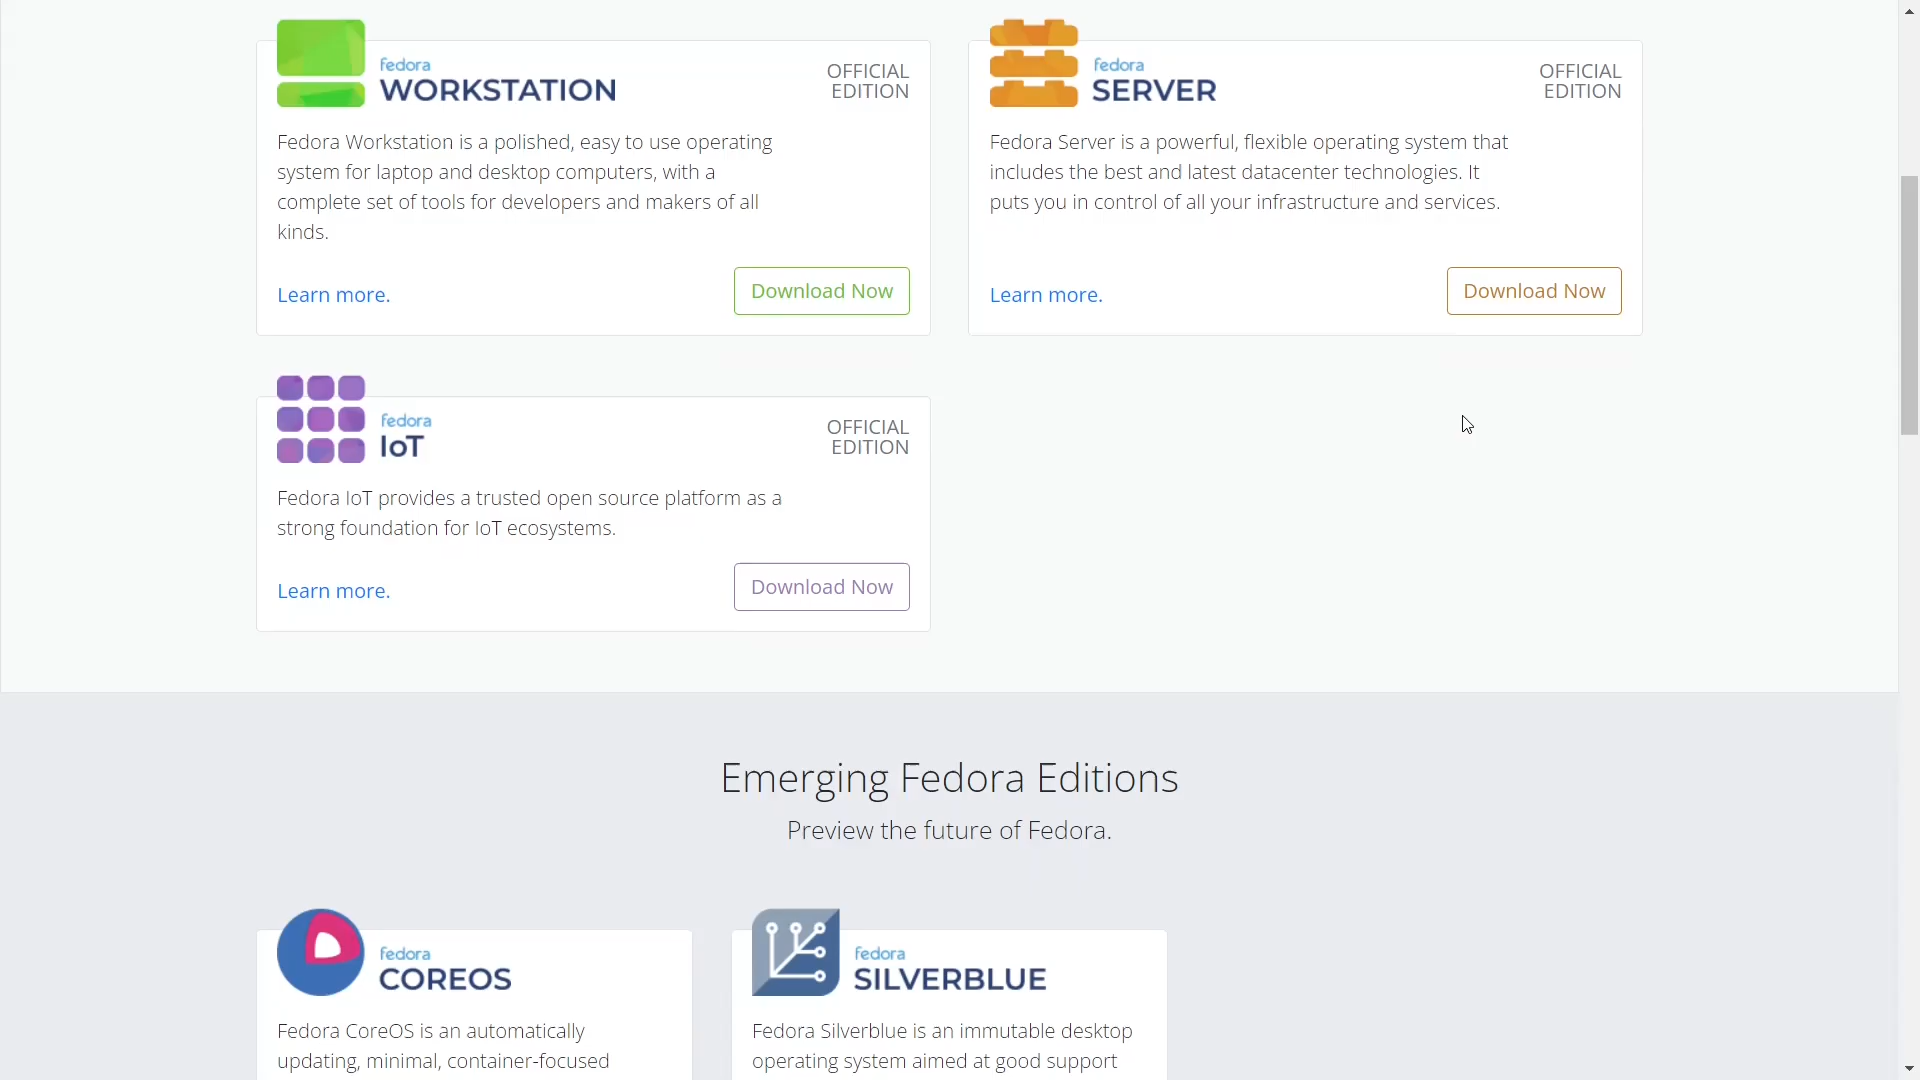 fedora
WORKSTATION
OFFICIAL
EDITION
Fedora Workstation is a polished, easy to use operating
system for laptop and desktop computers, with a
complete set of tools for developers and makers of all
kinds.
Learn more.
Download Now
fedora
SERVER
OFFICIAL
EDITION
Fedora Server is a powerful, flexible operating system that
includes the best and latest datacenter technologies. It
puts you in control of all your infrastructure and services.
Learn more.
Download Now
fedora
IoT
OFFICIAL
EDITION
Fedora IoT provides a trusted open source platform as a
strong foundation for IoT ecosystems.
Learn more.
Download Now
Emerging Fedora Editions
Preview the future of Fedora.
fedora
COREOS
Fedora CoreOS is an automatically
updating, minimal, container-focused
fedora
SILVERBLUE
Fedora Silverblue is an immutable desktop
operating system aimed at good support